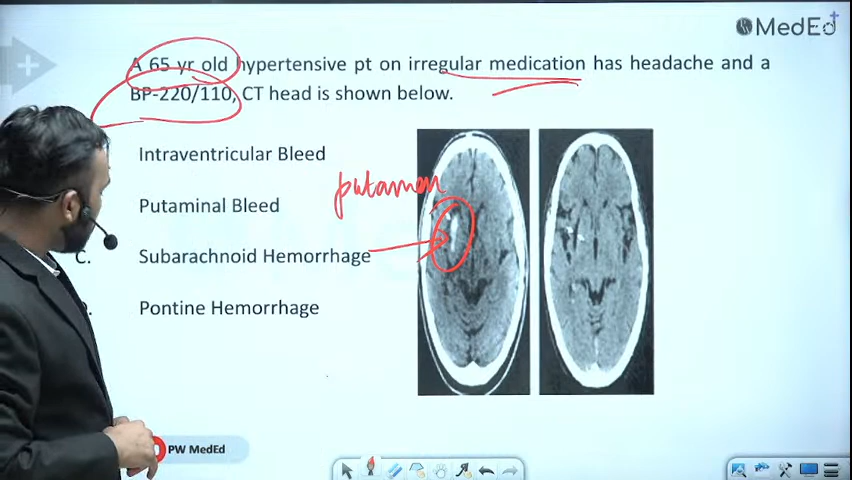 MedEd
A 65 yr old hypertensive pt on irregular medication has headache and a
BP-220/110, CT head is shown below.
Intraventricular Bleed
putamen
Putaminal Bleed
C. Subarachnoid Hemorrhage
Pontine Hemorrhage
PW MedEd